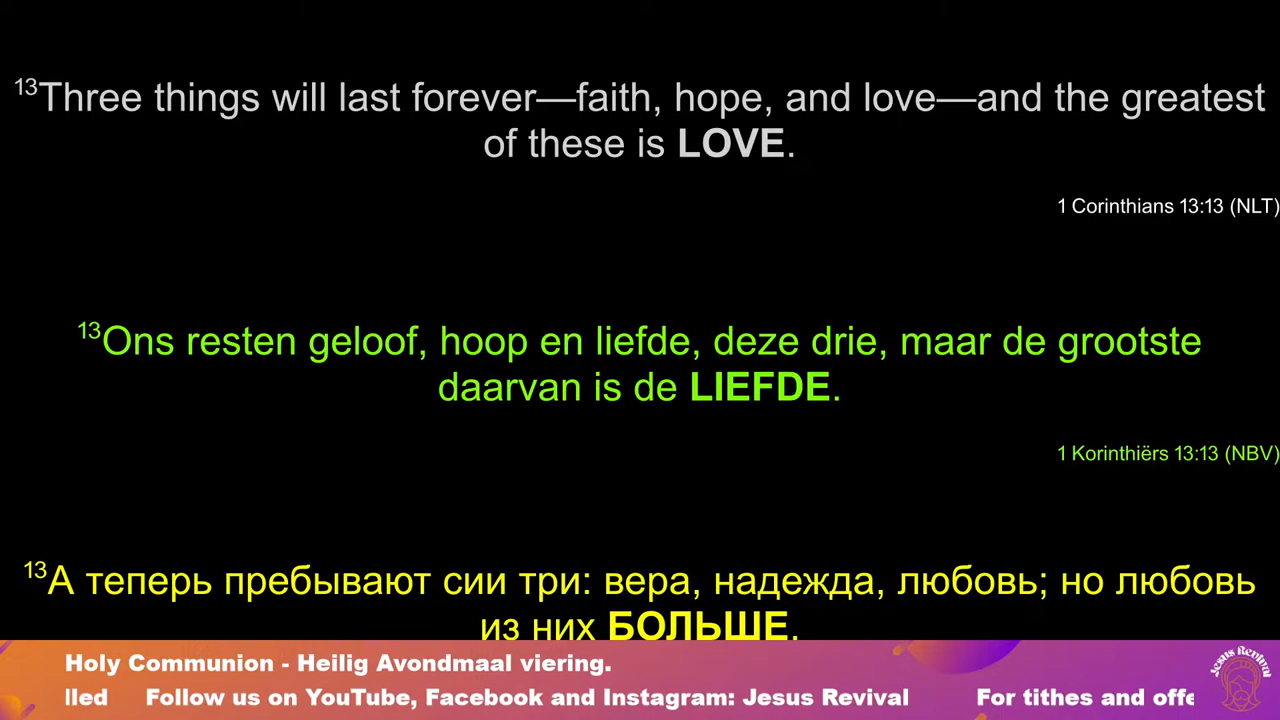 13Three things will last forever—faith, hope, and love—and the greatest
of these is LOVE.
1 Corinthians 13:13 (NLT)
13Ons resten geloof, hoop en liefde, deze drie, maar de grootste
daarvan is de LIEFDE.
1 Korinthiërs 13:13 (NBV)
13А теперь пребывают сии три: вера, надежда, любовь; но любовь
из них БОЛЬШЕ.
Holy Communion - Heilig Avondmaal viering.
lled Follow us on YouTube, Facebook and Instagram: Jesus Revival For tithes and offe
Jesus Revival